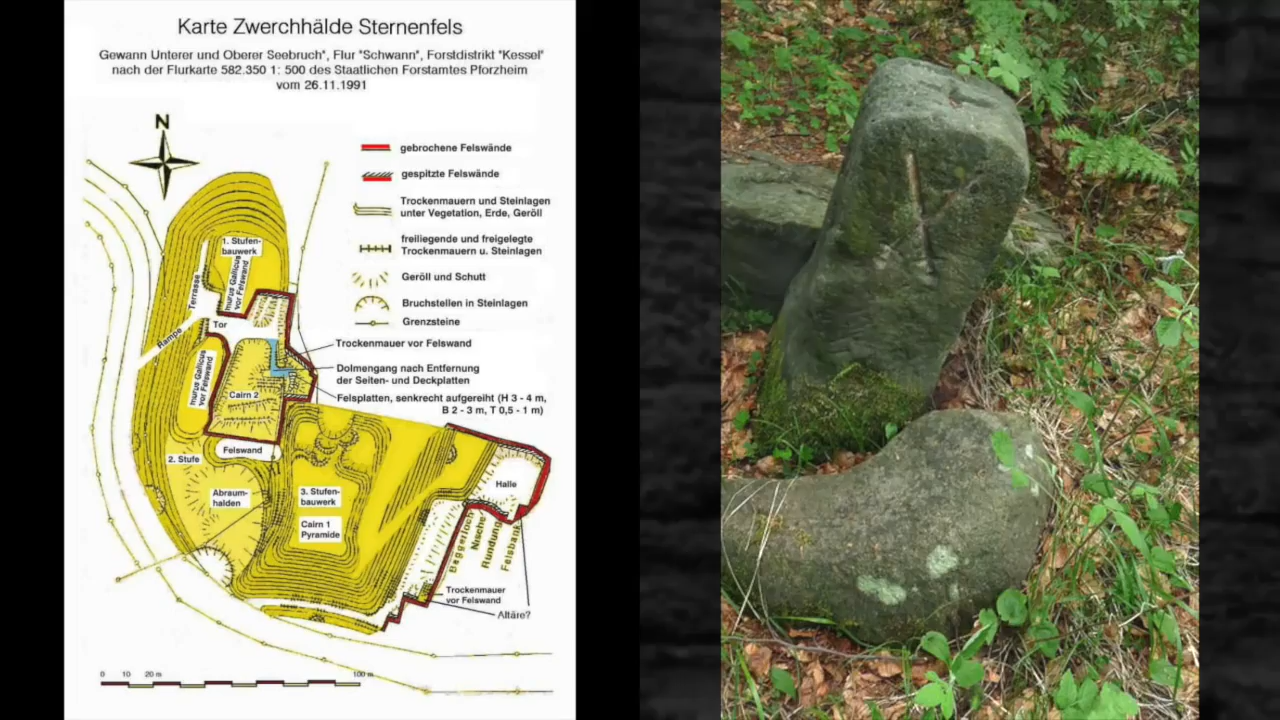 Karte Zwerchhälde Sternenfels
Gewann Unterer und Oberer Seebruch", Flur "Schwann", Forstdistrikt "Kessel"
nach der Flurkarte 582.350 1: 500 des Staatlichen Forstamtes Pforzheim
vom 26.11.1991
N
gebrochene Felswände
gespitzte Felswände
Trockenmauern und Steinlagen
unter Vegetation, Erde, Geröll
freiliegende und freigelegte
Trockenmauern u. Steinlagen
Geröll und Schutt
Bruchstellen in Steinlagen
Grenzsteine
1. Stufen-
bauwerk
murus Gallicus
vor Felswand
Terrasse
Rampe
Tor
Trockenmauer vor Felswand
Dolmengang nach Entfernung
der Seiten- und Deckplatten
Felsplatten, senkrecht aufgereiht (H 3 - 4 m,
B 2 - 3 m, T 0,5 - 1 m)
murus Gallicus
vor Felswand
Cairn 2
Felswand
2. Stufe
Abraum-
halden
3. Stufen-
bauwerk
Cairn 1
Pyramide
Halle
Baggerloch
Nische
Rundung
Felsbank
Trockenmauer
vor Felswand
Altäre?
0 10 20 m 100 m